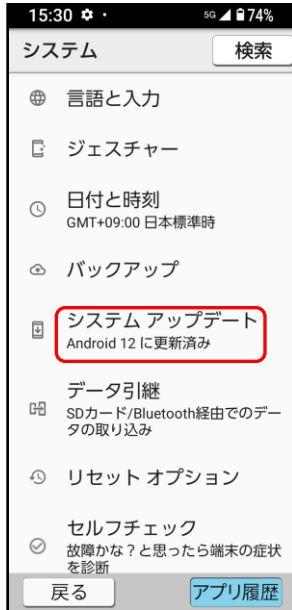 15:30
5G 74%
システム
検索
言語と入力
ジェスチャー
日付と時刻
GMT+09:00 日本標準時
バックアップ
システム アップデート
Android 12 に更新済み
データ引継
SDカード/Bluetooth経由でのデー
タの取り込み
リセット オプション
セルフチェック
故障かな？と思ったら端末の症状
を診断
戻る
アプリ履歴